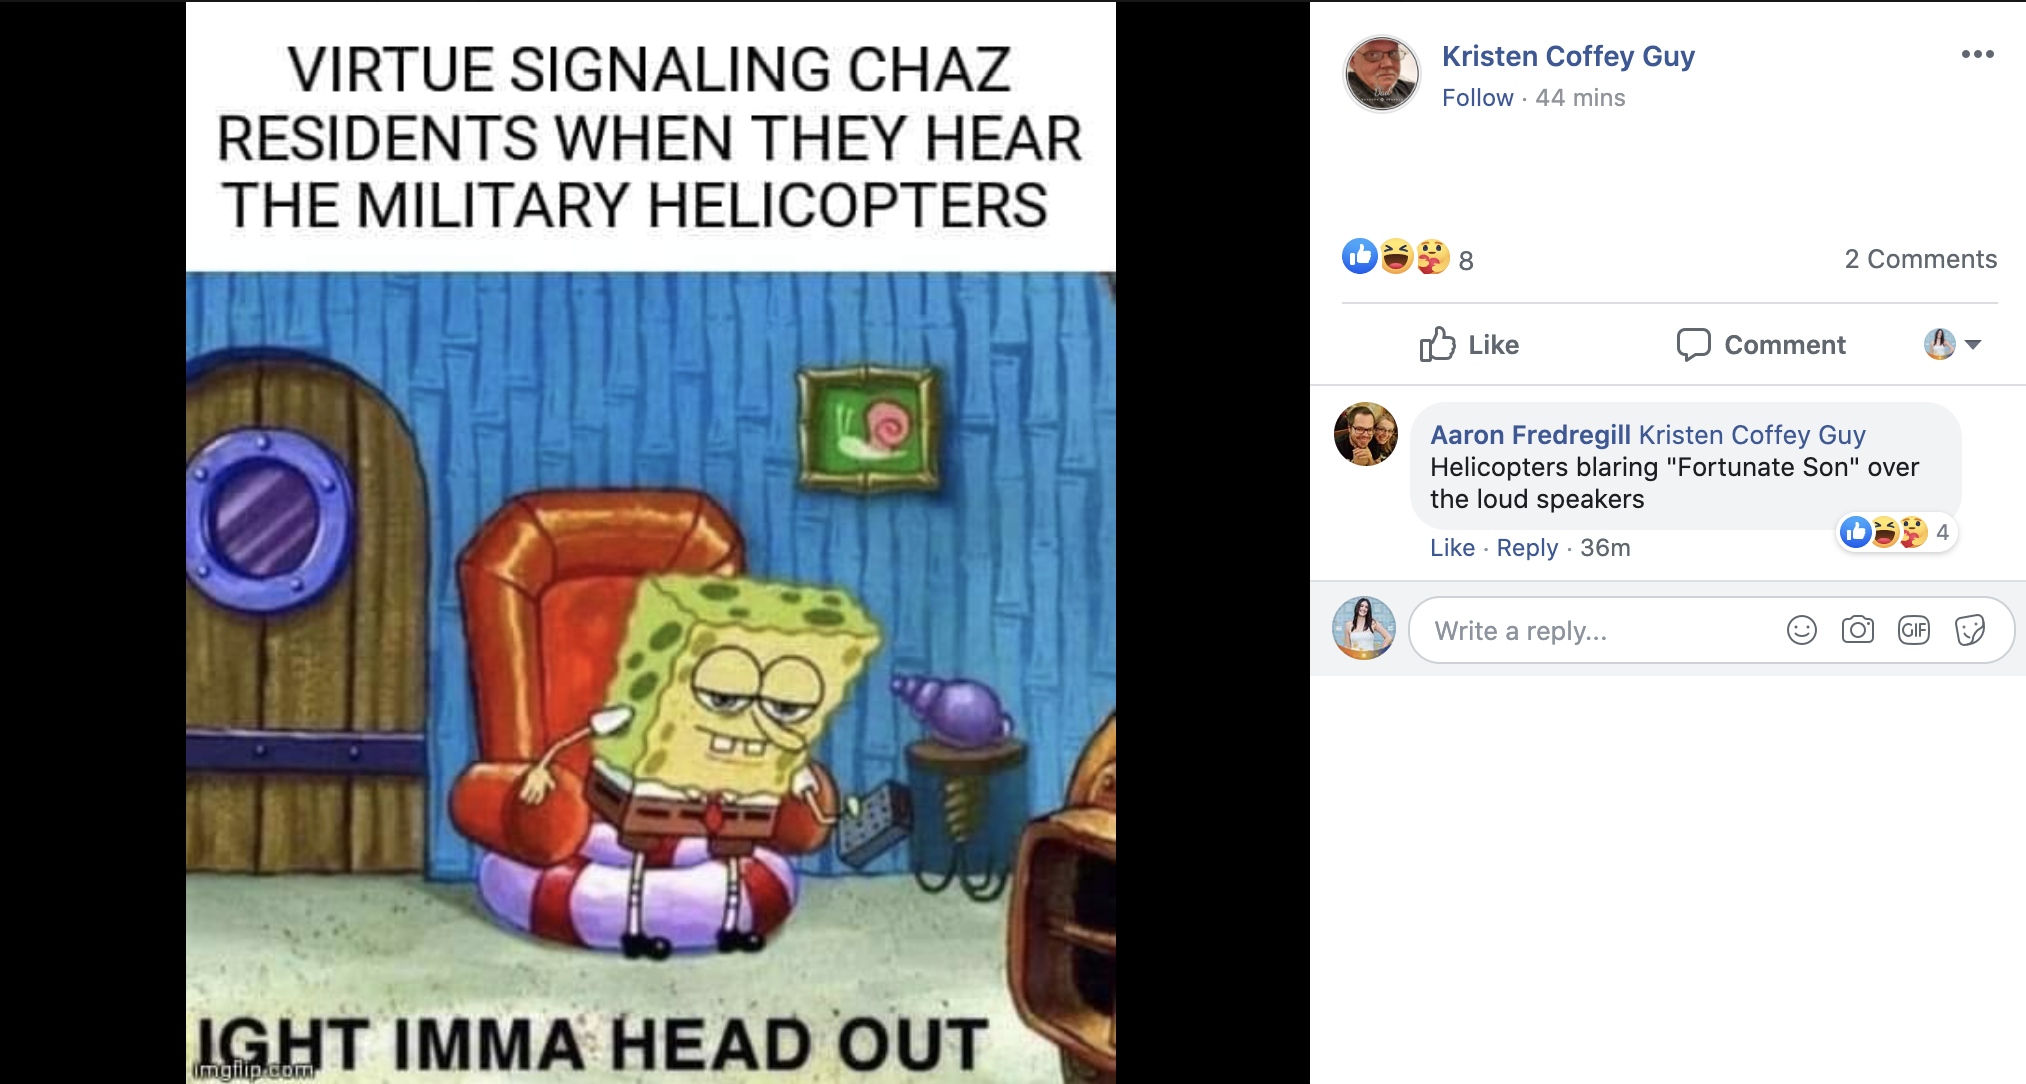 VIRTUE SIGNALING CHAZ
RESIDENTS WHEN THEY HEAR
THE MILITARY HELICOPTERS
IGHT IMMA HEAD OUT
imgflip.com
Kristen Coffey Guy
Follow · 44 mins
8
2 Comments
Like
Comment
Aaron Fredregill Kristen Coffey Guy
Helicopters blaring "Fortunate Son" over
the loud speakers
4
Like · Reply · 36m
Write a reply...
GIF